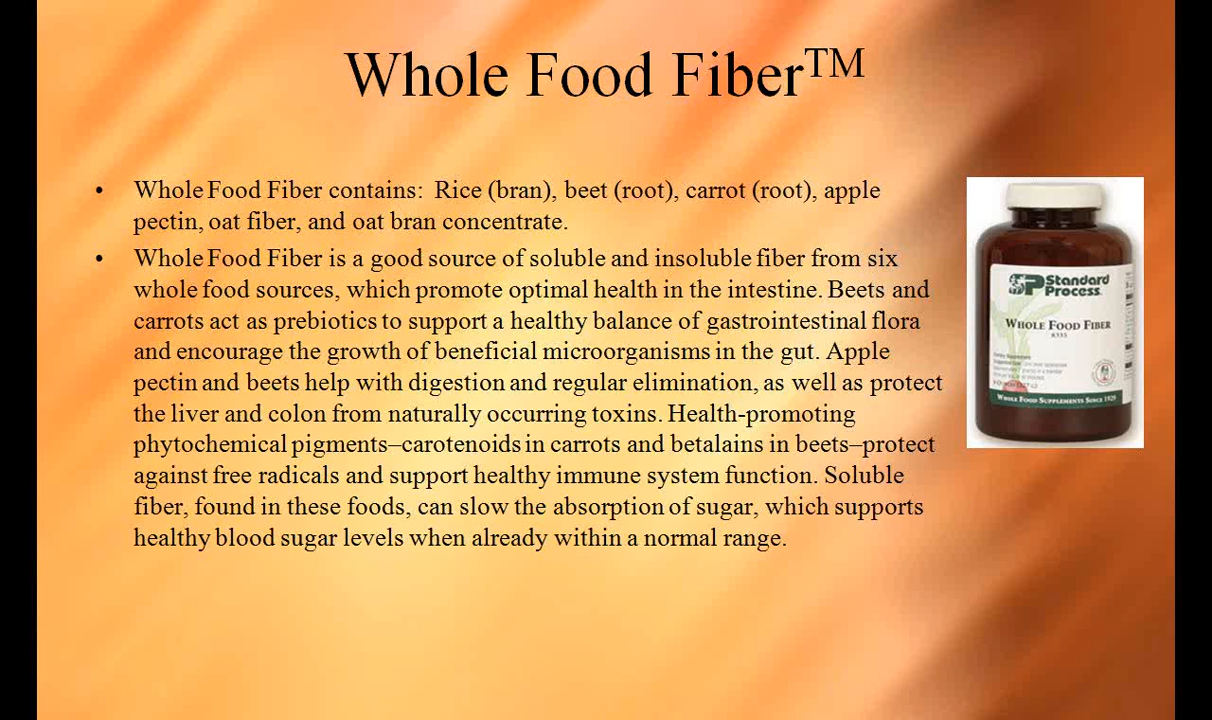 Whole Food Fiber™
• Whole Food Fiber contains: Rice (bran), beet (root), carrot (root), apple
pectin, oat fiber, and oat bran concentrate.
• Whole Food Fiber is a good source of soluble and insoluble fiber from six
whole food sources, which promote optimal health in the intestine. Beets and
carrots act as prebiotics to support a healthy balance of gastrointestinal flora
and encourage the growth of beneficial microorganisms in the gut. Apple
pectin and beets help with digestion and regular elimination, as well as protect
the liver and colon from naturally occurring toxins. Health-promoting
phytochemical pigments–carotenoids in carrots and betalains in beets–protect
against free radicals and support healthy immune system function. Soluble
fiber, found in these foods, can slow the absorption of sugar, which supports
healthy blood sugar levels when already within a normal range.
SP Standard
Process
WHOLE FOOD FIBER
Dietary Supplement
WHOLE FOOD SUPPLEMENTS SINCE 1929